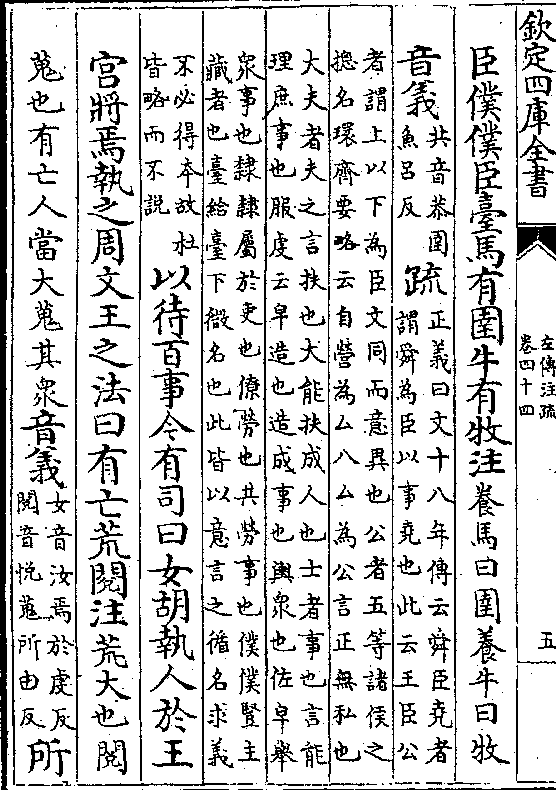 欽定四庫全書
左傳注疏
卷四十四
五
臣僕僕臣臺馬有圉牛有牧注養馬曰圉養牛曰牧
音義共音恭圉
魚呂反
疏正義曰文十八年傳云舜臣堯者
謂舜為臣以事堯也此云王臣公
者謂上以下為臣文同而意異也公者五等諸侯之
揔名環齊要略云自營為厶八厶為公言正無私也
大夫者夫之言扶也大能扶成人也士者事也言能
理庶事也服虔云皁造也造成事也輿衆也佐皁舉
衆事也隸隸屬於吏也僚勞也共勞事也僕僕豎主
藏者也臺給臺下微名也此皆以意言之循名求義
不必得本故杜
皆略而不説
以待百事今有司曰女胡執人於王
宫將焉執之周文王之法曰有亡荒閱注荒大也閱
蒐也有亡人當大蒐其衆音義女音汝焉於虔反
閱音悦蒐所由反
所